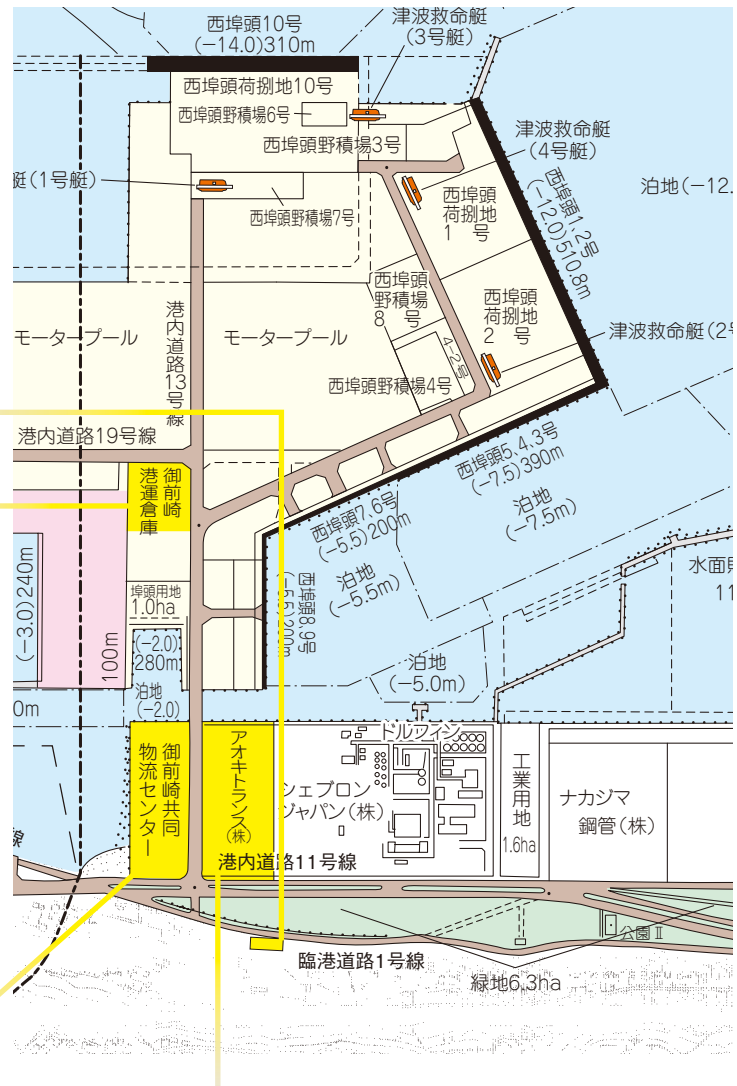 西埠頭10号
(-14.0)310m
津波救命艇
(3号艇)
西埠頭荷捌地10号
西埠頭野積場6号
西埠頭野積場3号
津波救命艇
(4号艇)
艇(1号艇)
西埠頭野積場7号
西埠頭
荷捌地
1 号
西埠頭1,2号
(-12.0)510.8m
泊地(-12.
港内道路13号線
西埠頭
野積場
8 号
西埠頭
荷捌地
2 号
モータープール
モータープール
津波救命艇(2号
4-2号
西埠頭野積場4号
港内道路19号線
御前崎
港運倉庫
西埠頭5,4,3号
(-7.5)390m
泊地
(-7.5m)
西埠頭7,6号
(-5.5)200m
泊地
(-5.5m)
西埠頭8,9号
(-5.5)200m
水面貯
11
(-3.0)240m
埠頭用地
1.0ha
100m
(-2.0)
280m
泊地
(-2.0)
0m
泊地
(-5.0m)
ドルフィン
御前崎共同
物流センター
アオキトランス
(株)
シェブロン
ジャパン(株)
工業用地
1.6ha
ナカジマ
鋼管(株)
線
港内道路11号線
公園Ⅱ
臨港道路1号線
緑地6.3ha